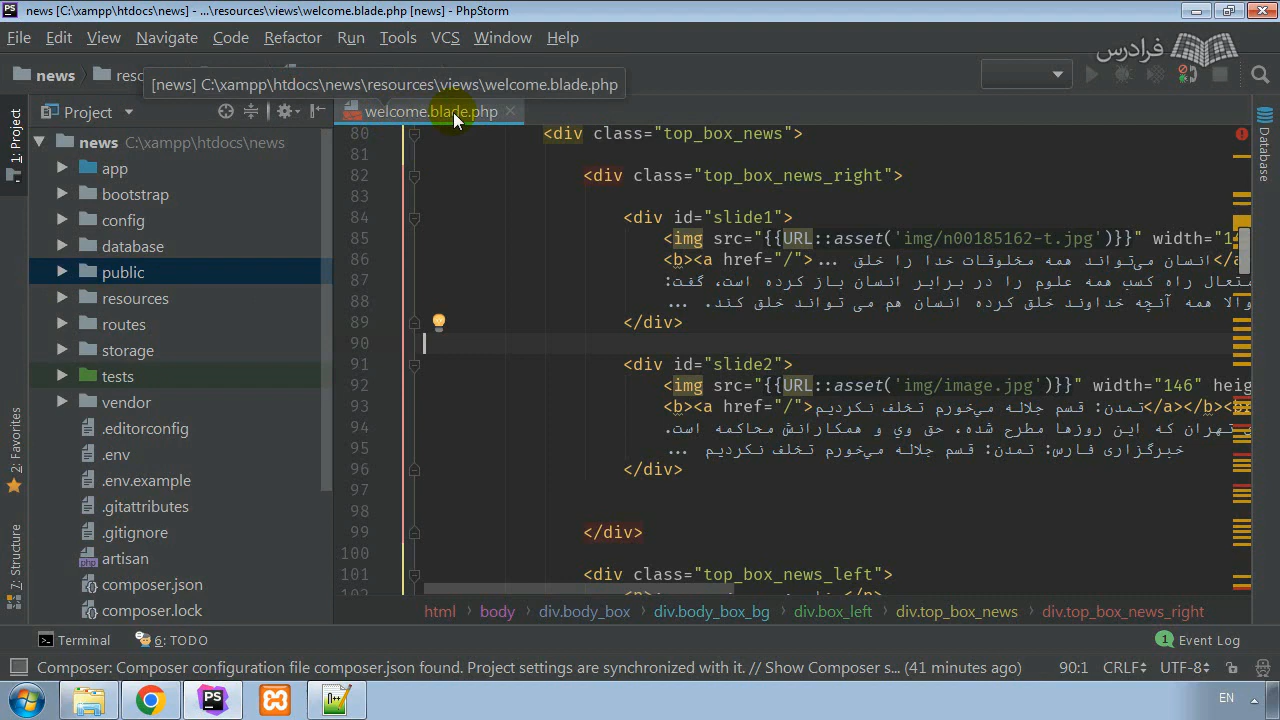 news [C:\xampp\htdocs\news] - ...\resources\views\welcome.blade.php [news] - PhpStorm
File Edit View Navigate Code Refactor Run Tools VCS Window Help
فرادرس
news
[news] C:\xampp\htdocs\news\resources\views\welcome.blade.php
Project
welcome.blade.php
1: Project
2: Favorites
7: Structure
Database
news C:\xampp\htdocs\news
app
bootstrap
config
database
public
resources
routes
storage
tests
vendor
.editorconfig
.env
.env.example
.gitattributes
.gitignore
artisan
composer.json
composer.lock
80 <div class="top_box_news">
81
82 <div class="top_box_news_right">
83
84 <div id="slide1">
85 <img src="{{URL::asset('img/n00185162-t.jpg')}}" width="1
86 <b><a href="/">انسان می‌تواند همه مخلوقات خدا را خلق ...</a
87 متعال راه کسب همه علوم را در برابر انسان باز کرده است، گفت:
88 والا همه آنچه خداوند خلق کرده انسان هم می تواند خلق کند. ...
89 </div>
90
91 <div id="slide2">
92 <img src="{{URL::asset('img/image.jpg')}}" width="146" heig
93 <b><a href="/">تمدن: قسم جلاله مي‌خورم تخلف نکرديم</a></b><b
94 تهران که اين روزها مطرح شده، حق وي و همکارانش محاکمه است.
95 خبرگزاری فارس: تمدن: قسم جلاله مي‌خورم تخلف نکرديم ...
96 </div>
97
98
99 </div>
100
101 <div class="top_box_news_left">
102
html body div.body_box div.body_box_bg div.box_left div.top_box_news div.top_box_news_right
Terminal 6: TODO 1 Event Log
Composer: Composer configuration file composer.json found. Project settings are synchronized with it. // Show Composer s... (41 minutes ago) 90:1 CRLF UTF-8
EN